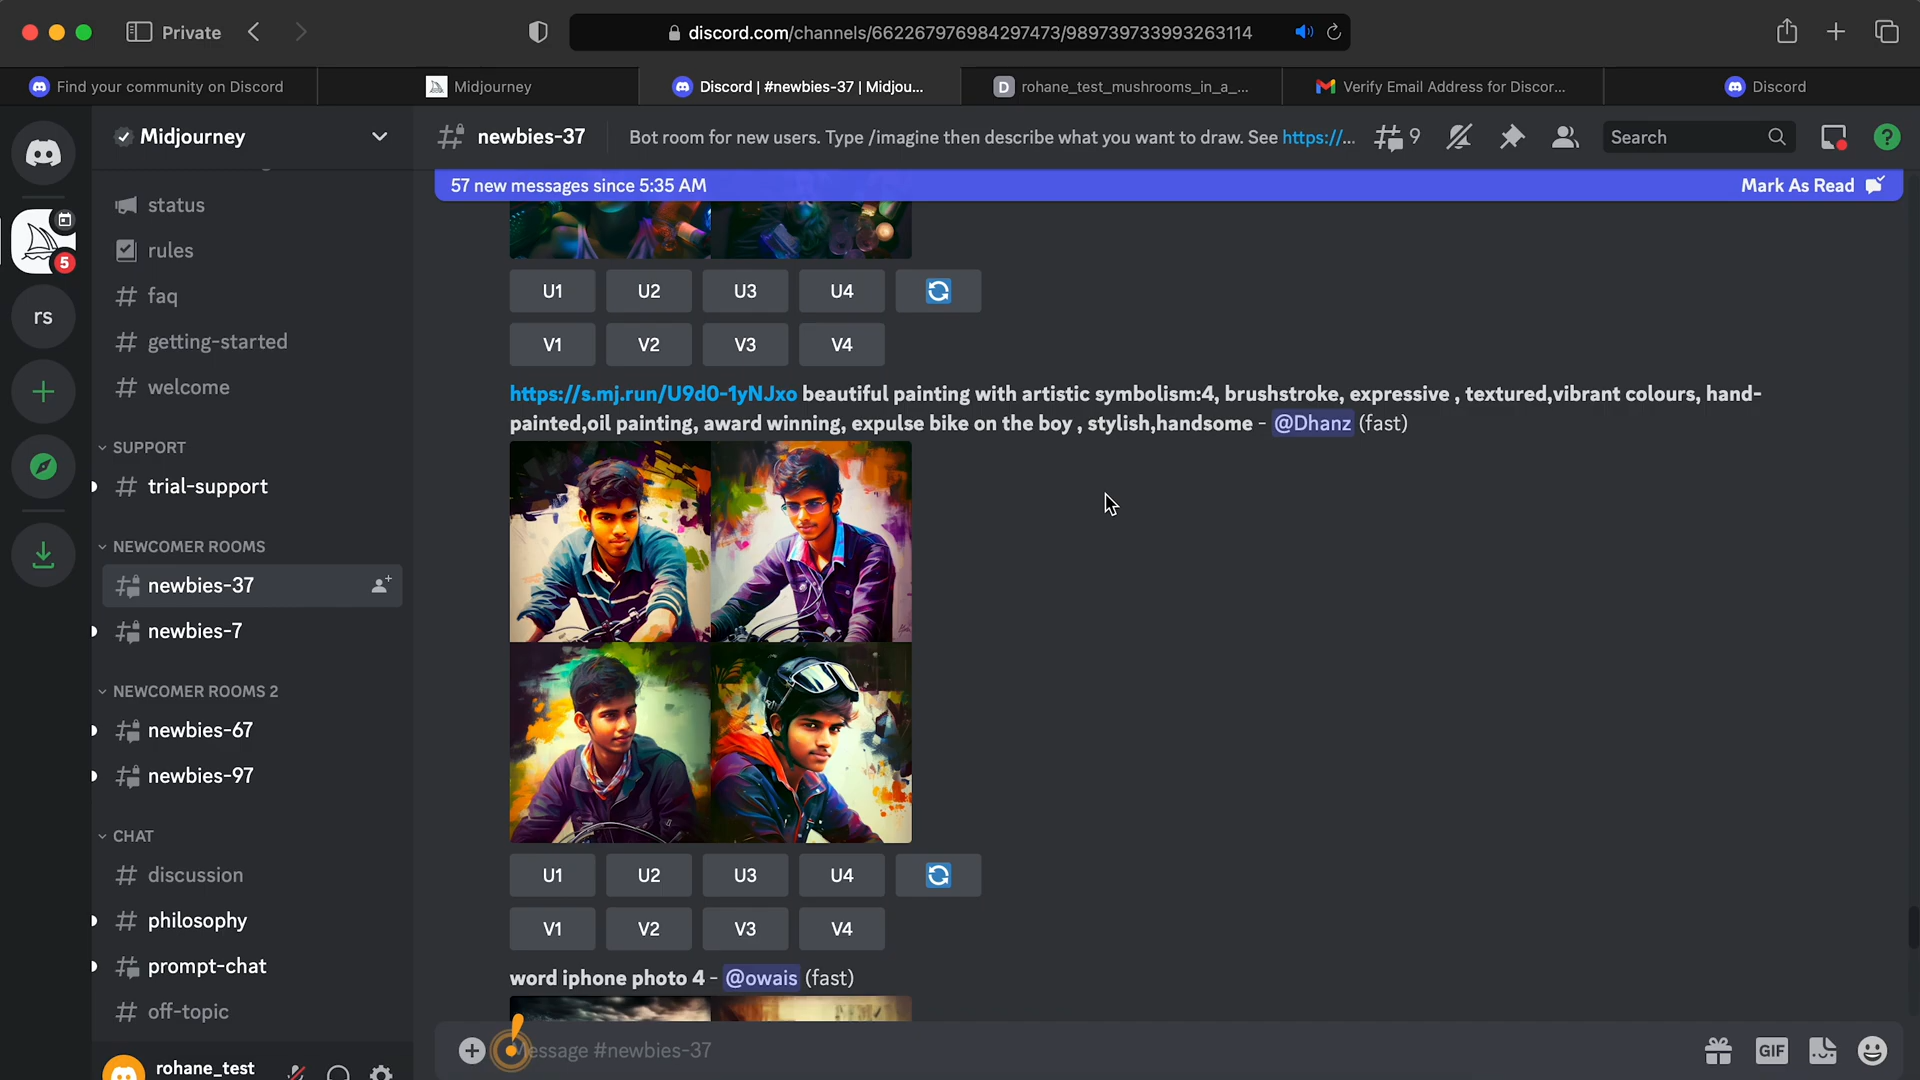 Private
discord.com/channels/662267976984297473/989739733993263114
Find your community on Discord
Midjourney
Discord | #newbies-37 | Midjou...
D
rohane_test_mushrooms_in_a_...
Verify Email Address for Discor...
Discord
Midjourney
newbies-37
Bot room for new users. Type /imagine then describe what you want to draw. See https://...
9
Search
57 new messages since 5:35 AM
Mark As Read
5
rs
status
rules
faq
getting-started
welcome
SUPPORT
trial-support
NEWCOMER ROOMS
newbies-37
newbies-7
NEWCOMER ROOMS 2
newbies-67
newbies-97
CHAT
discussion
philosophy
prompt-chat
off-topic
rohane_test
U1 U2 U3 U4
V1 V2 V3 V4
https://s.mj.run/U9d0-1yNJxo beautiful painting with artistic symbolism:4, brushstroke, expressive , textured,vibrant colours, hand-
painted,oil painting, award winning, expulse bike on the boy , stylish,handsome - @Dhanz (fast)
U1 U2 U3 U4
V1 V2 V3 V4
word iphone photo 4 - @owais (fast)
Message #newbies-37
GIF